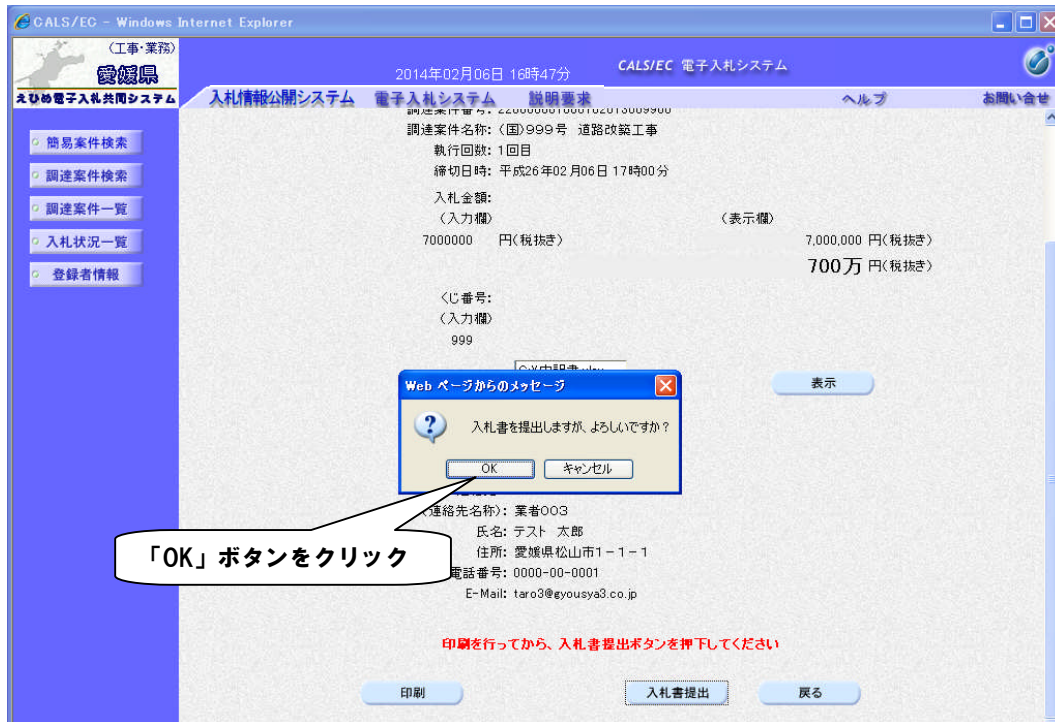 CALS/EC - Windows Internet Explorer
(工事・業務)
愛媛県
えひめ電子入札共同システム
2014年02月06日 16時47分
CALS/EC 電子入札システム
入札情報公開システム 電子入札システム 説明要求 ヘルプ お問い合せ
簡易案件検索
調達案件検索
調達案件一覧
入札状況一覧
登録者情報
調達案件名称: (国)999号 道路改築工事
執行回数: 1回目
締切日時: 平成26年02月06日 17時00分
入札金額:
(入力欄) (表示欄)
7000000 円(税抜き) 7,000,000 円(税抜き)
700万 円(税抜き)
くじ番号:
(入力欄)
999
表示
Web ページからのメッセージ
入札書を提出しますが、よろしいですか?
OK キャンセル
「OK」ボタンをクリック
連絡先名称): 業者003
氏名: テスト 太郎
住所: 愛媛県松山市1-1-1
電話番号: 0000-00-0001
E-Mail: taro3@gyousya3.co.jp
印刷を行ってから、入札書提出ボタンを押下してください
印刷 入札書提出 戻る